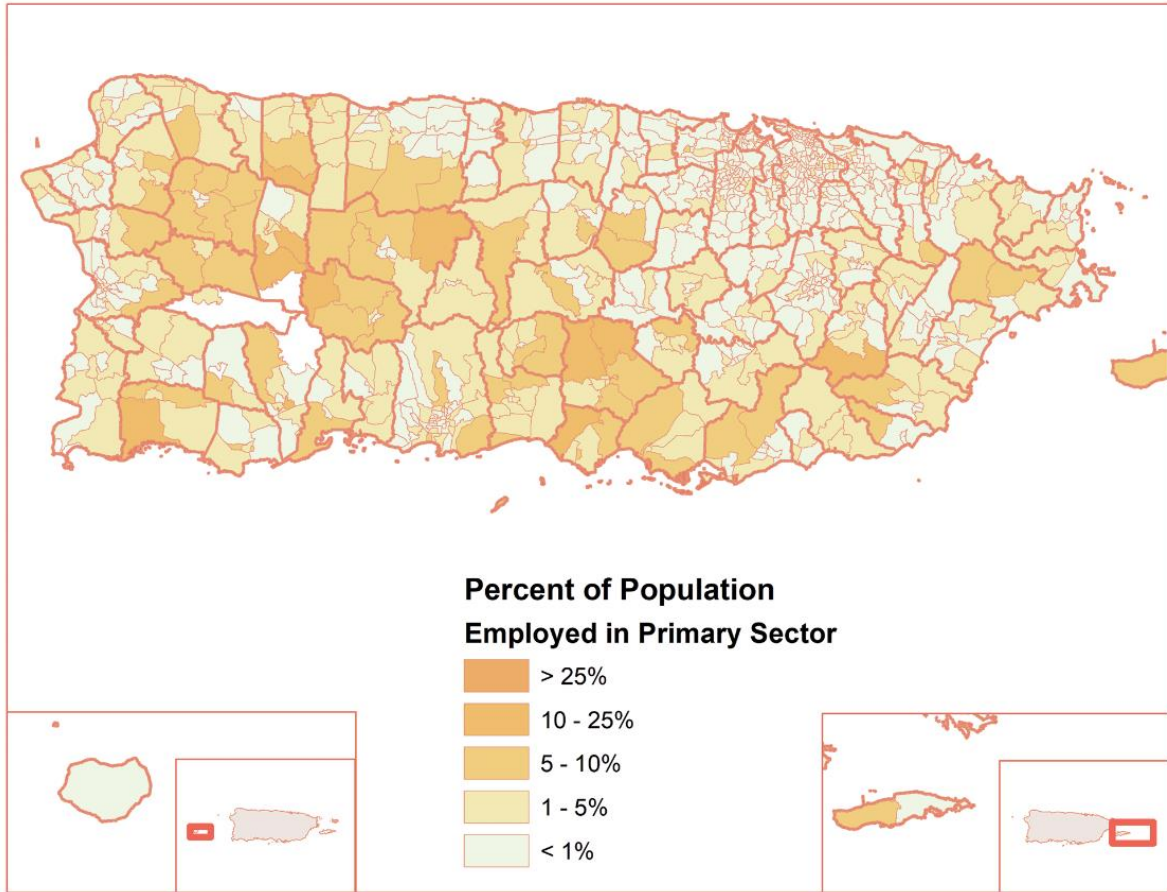 Percent of Population
Employed in Primary Sector
> 25%
10 - 25%
5 - 10%
1 - 5%
< 1%